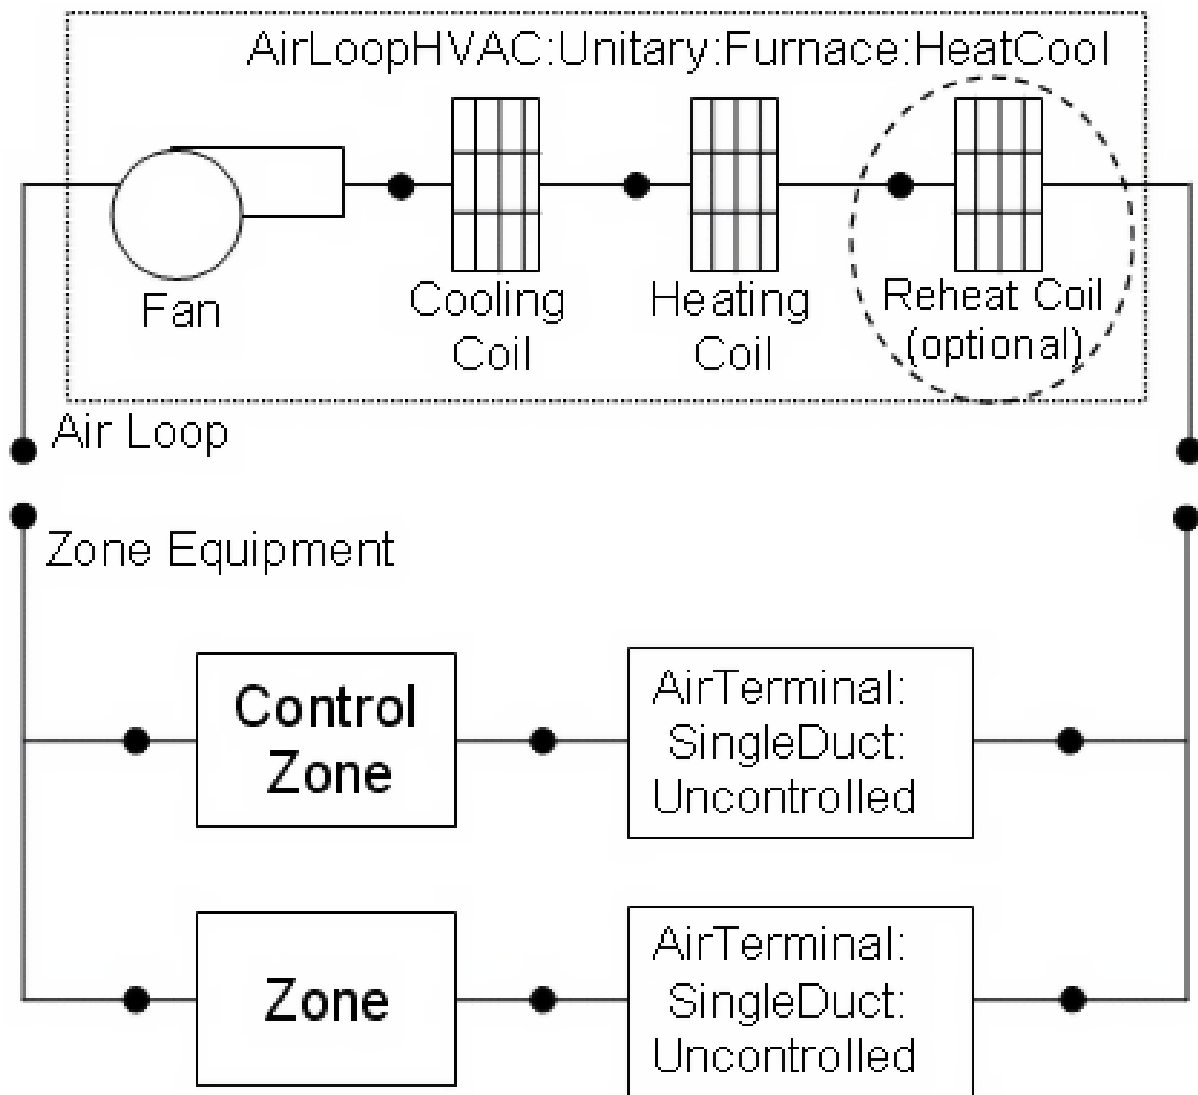 AirLoopHVAC:Unitary:Furnace:HeatCool
Fan
Cooling
Coil
Heating
Coil
Reheat Coil
(optional)
Air Loop
Zone Equipment
Control
Zone
AirTerminal:
SingleDuct:
Uncontrolled
Zone
AirTerminal:
SingleDuct:
Uncontrolled